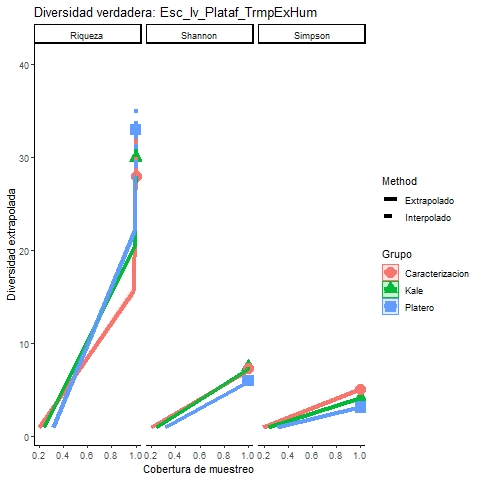 Diversidad verdadera: Esc_lv_Plataf_TrmpExHum
Riqueza Shannon Simpson
Diversidad extrapolada
40
30
20
10
0
0.2 0.4 0.6 0.8 1.0 0.2 0.4 0.6 0.8 1.0 0.2 0.4 0.6 0.8 1.0
Cobertura de muestreo
Method
Extrapolado
Interpolado
Grupo
Caracterizacion
Kale
Platero